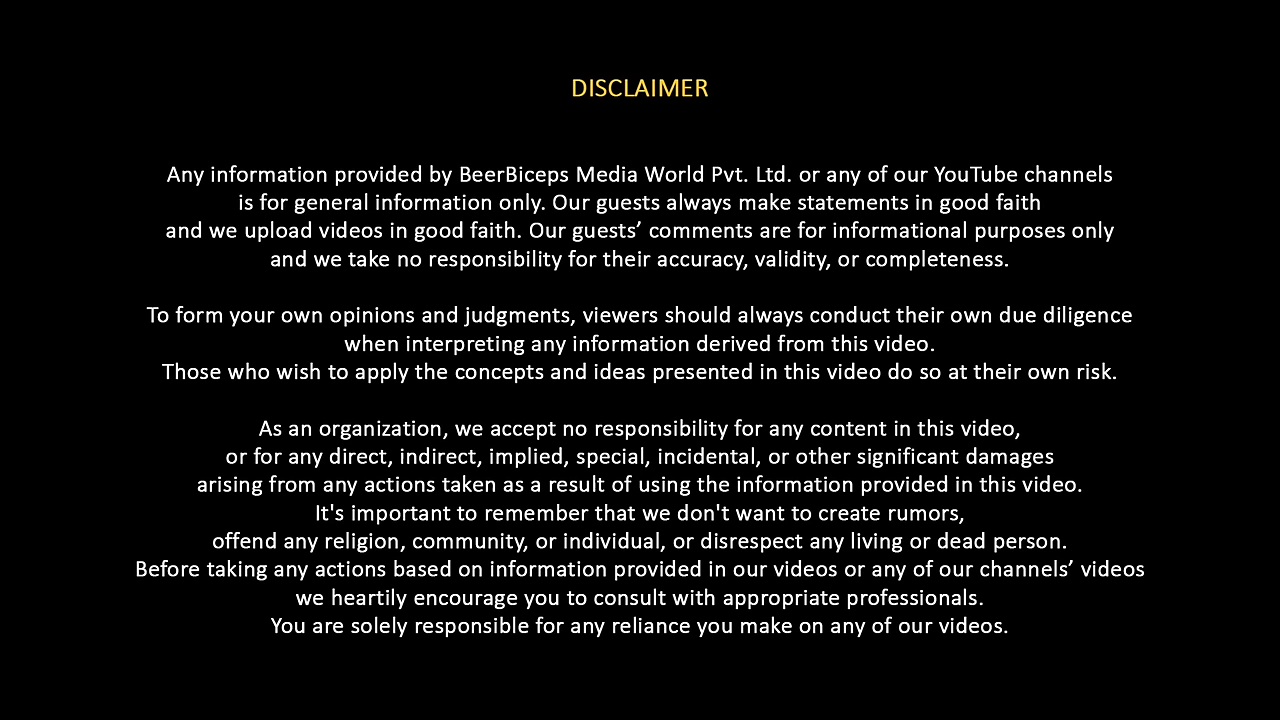 DISCLAIMER
Any information provided by BeerBiceps Media World Pvt. Ltd. or any of our YouTube channels
is for general information only. Our guests always make statements in good faith
and we upload videos in good faith. Our guests’ comments are for informational purposes only
and we take no responsibility for their accuracy, validity, or completeness.
To form your own opinions and judgments, viewers should always conduct their own due diligence
when interpreting any information derived from this video.
Those who wish to apply the concepts and ideas presented in this video do so at their own risk.
As an organization, we accept no responsibility for any content in this video,
or for any direct, indirect, implied, special, incidental, or other significant damages
arising from any actions taken as a result of using the information provided in this video.
It's important to remember that we don't want to create rumors,
offend any religion, community, or individual, or disrespect any living or dead person.
Before taking any actions based on information provided in our videos or any of our channels’ videos
we heartily encourage you to consult with appropriate professionals.
You are solely responsible for any reliance you make on any of our videos.